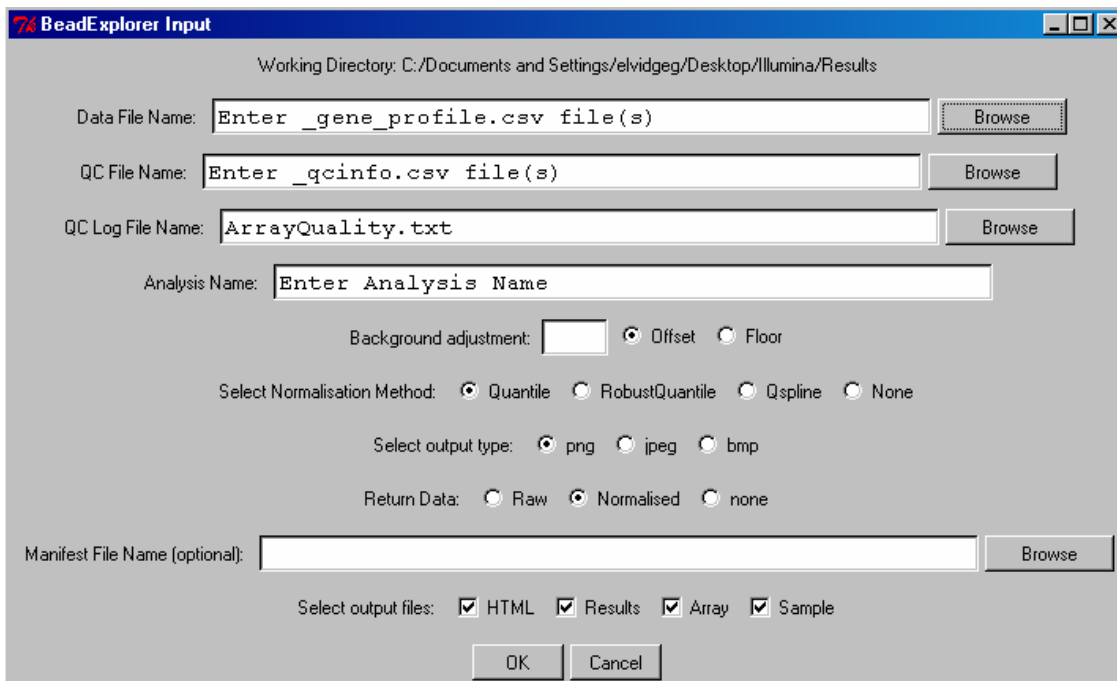 BeadExplorer Input
Working Directory: C:/Documents and Settings/elvidgeg/Desktop/Illumina/Results
Data File Name: Enter _gene_profile.csv file(s) Browse
QC File Name: Enter _qcinfo.csv file(s) Browse
QC Log File Name: ArrayQuality.txt Browse
Analysis Name: Enter Analysis Name
Background adjustment: Offset Floor
Select Normalisation Method: Quantile RobustQuantile Qspline None
Select output type: png jpeg bmp
Return Data: Raw Normalised none
Manifest File Name (optional): Browse
Select output files: HTML Results Array Sample
OK Cancel